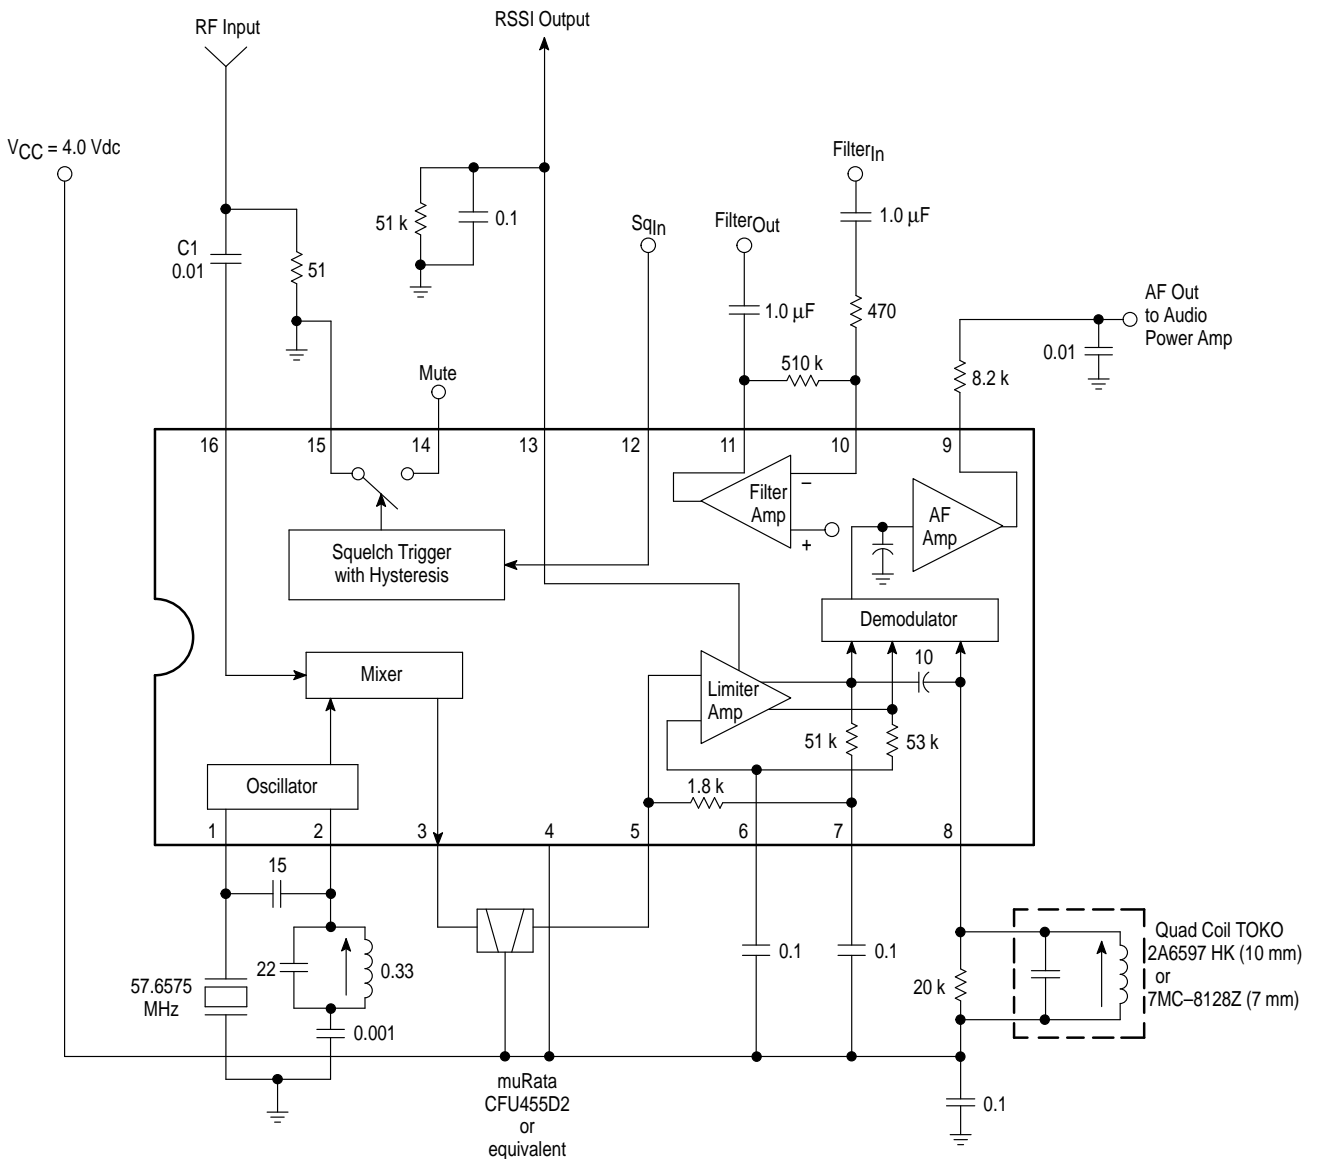 RF Input
RSSI Output
VCC = 4.0 Vdc
FilterIn
1.0 µF
51 k
0.1
SqIn
FilterOut
C1
0.01
51
1.0 µF
470
AF Out
to Audio
Power Amp
0.01
510 k
8.2 k
Mute
16
15
14
13
12
11
10
9
Filter
Amp
–
+
AF
Amp
Squelch Trigger
with Hysteresis
Demodulator
Mixer
10
Limiter
Amp
51 k
53 k
Oscillator
1.8 k
1
2
3
4
5
6
7
8
15
22
0.33
57.6575
MHz
0.001
0.1
0.1
20 k
Quad Coil TOKO
2A6597 HK (10 mm)
or
7MC–8128Z (7 mm)
muRata
CFU455D2
or
equivalent
0.1